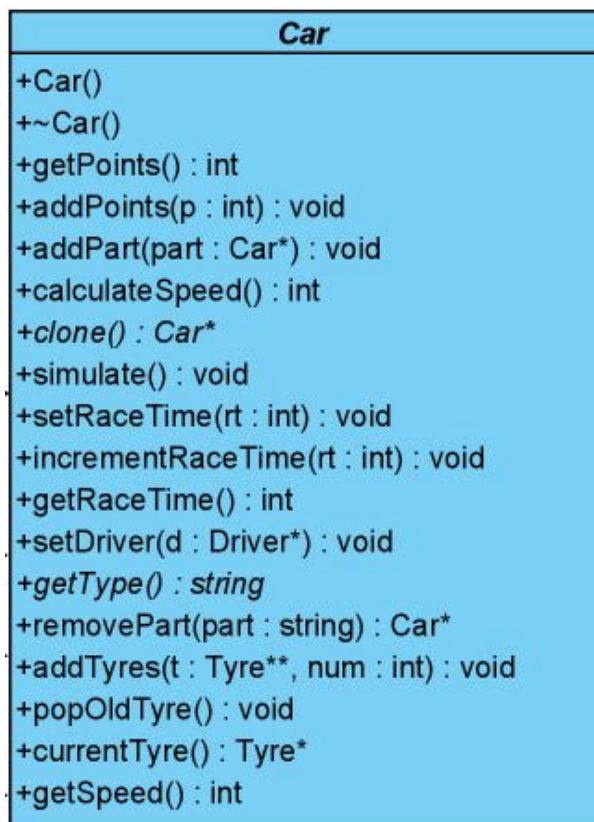 Car
+Car()
+~Car()
+getPoints() : int
+addPoints(p : int) : void
+addPart(part : Car*) : void
+calculateSpeed() : int
+clone() : Car*
+simulate() : void
+setRaceTime(rt : int) : void
+incrementRaceTime(rt : int) : void
+getRaceTime() : int
+setDriver(d : Driver*) : void
+getType() : string
+removePart(part : string) : Car*
+addTyres(t : Tyre**, num : int) : void
+popOldTyre() : void
+currentTyre() : Tyre*
+getSpeed() : int